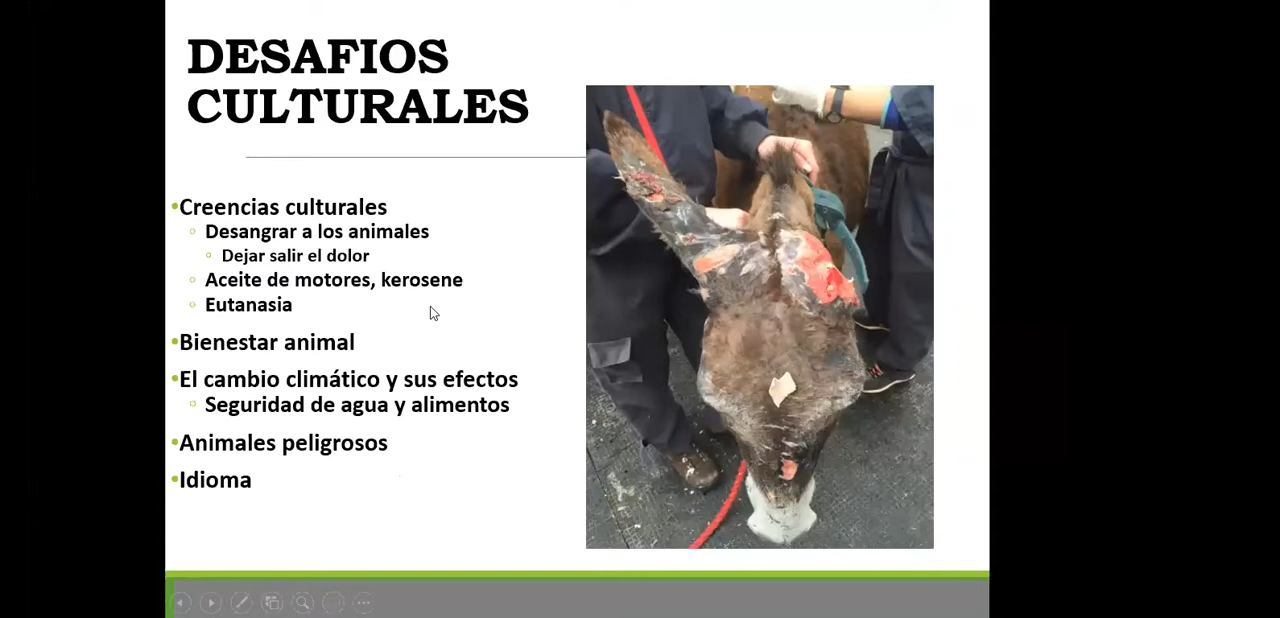 DESAFIOS
CULTURALES
•Creencias culturales
◦ Desangrar a los animales
◦ Dejar salir el dolor
◦ Aceite de motores, kerosene
◦ Eutanasia
•Bienestar animal
•El cambio climático y sus efectos
◦ Seguridad de agua y alimentos
•Animales peligrosos
•Idioma